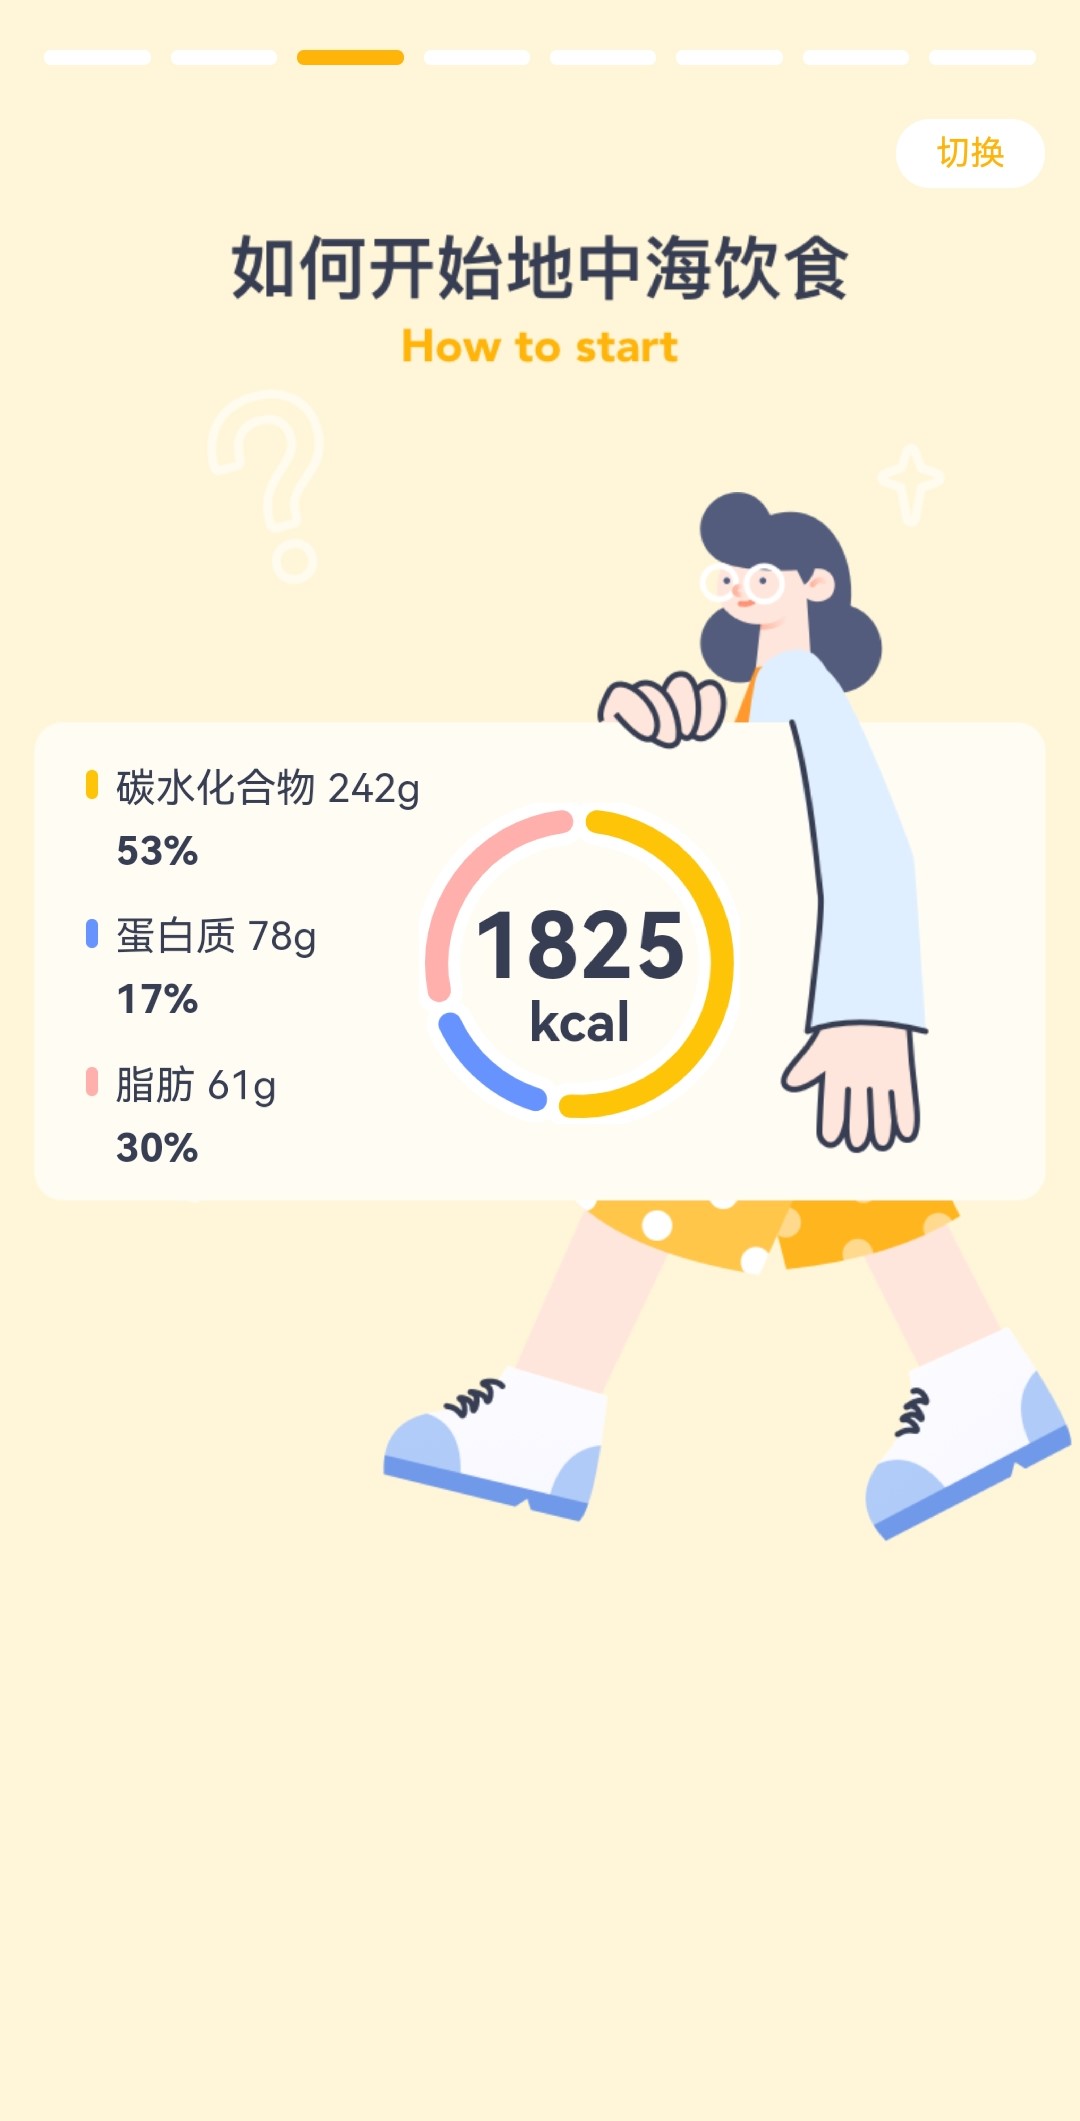 切换
如何开始地中海饮食
How to start
碳水化合物 242g
53%
蛋白质 78g
17%
脂肪 61g
30%
1825
kcal